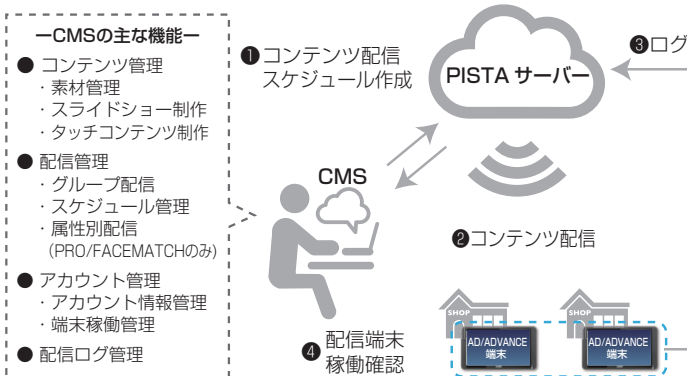 ーCMSの主な機能ー
● コンテンツ管理
・素材管理
・スライドショー制作
・タッチコンテンツ制作
● 配信管理
・グループ配信
・スケジュール管理
・属性別配信
（PRO/FACEMATCHのみ)
● アカウント管理
・アカウント情報管理
・端末稼働管理
● 配信ログ管理
❶コンテンツ配信
スケジュール作成
PISTA サーバー
❸ログ
CMS
❷コンテンツ配信
❹配信端末
稼働確認
SHOP
AD/ADVANCE
端末
SHOP
AD/ADVANCE
端末